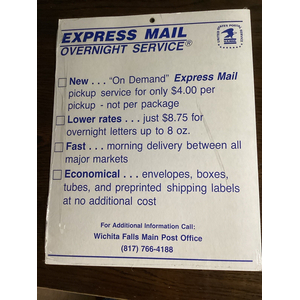 EXPRESS MAIL
OVERNIGHT SERVICE®
New . . . “On Demand” Express Mail
pickup service for only $4.00 per
pickup - not per package
Lower rates . . . just $8.75 for
overnight letters up to 8 oz.
Fast . . . morning delivery between all
major markets
Economical . . . envelopes, boxes,
tubes, and preprinted shipping labels
at no additional cost
For Additional Information Call:
Wichita Falls Main Post Office
(817) 766-4188